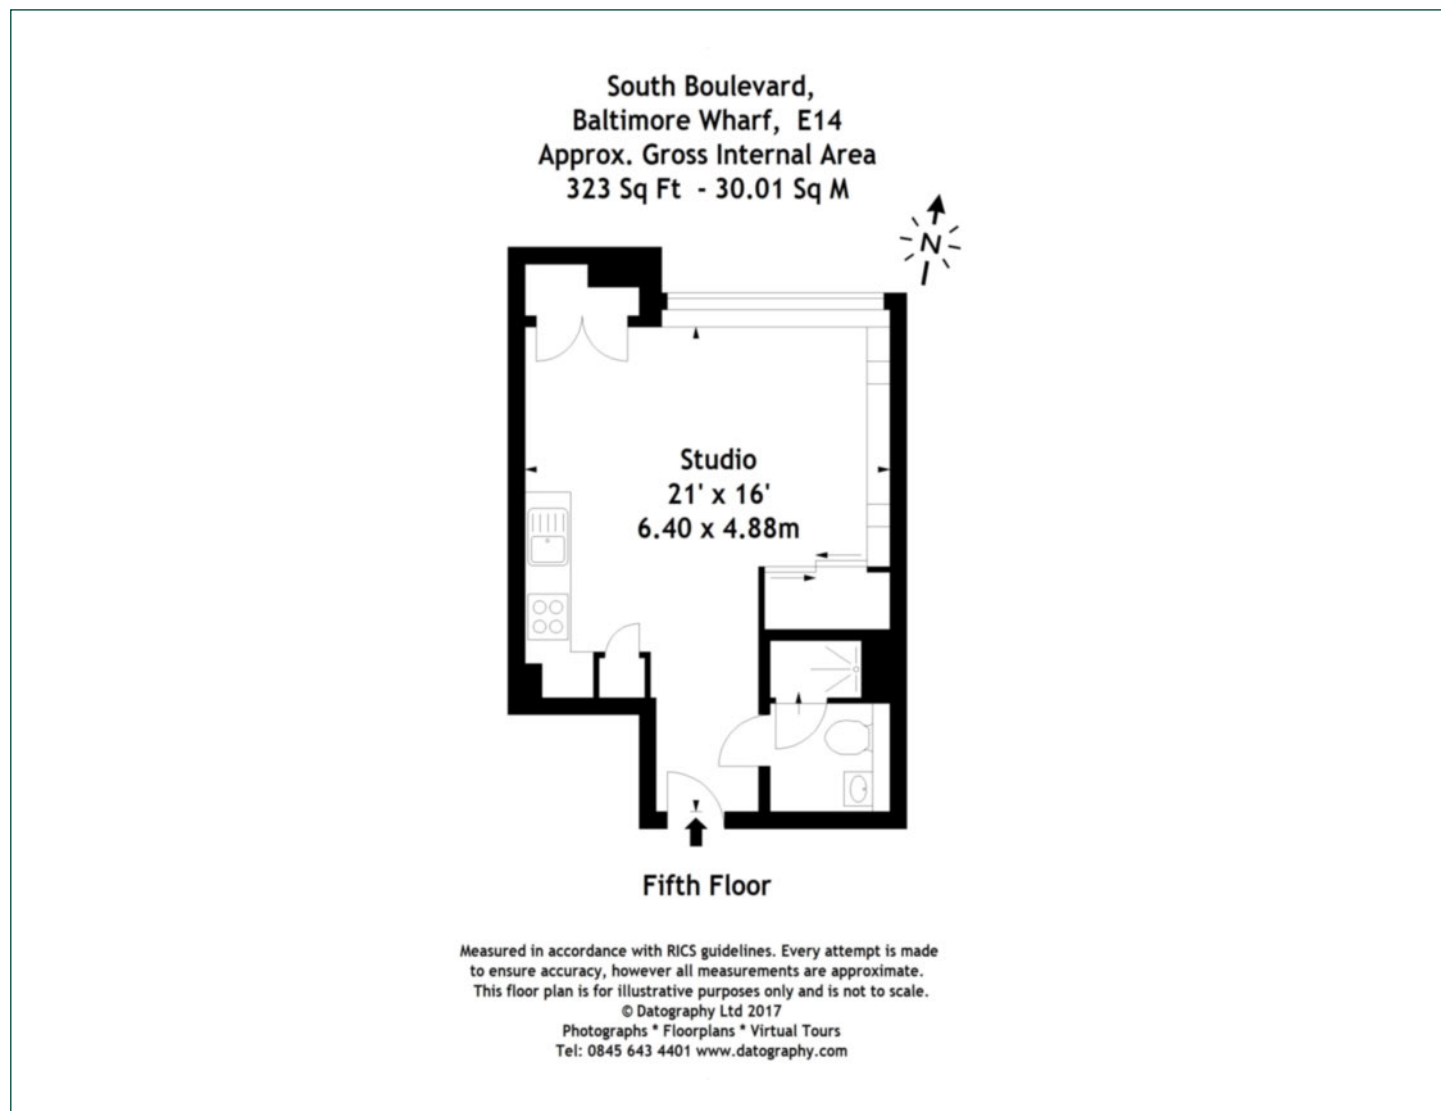 South Boulevard,
Baltimore Wharf, E14
Approx. Gross Internal Area
323 Sq Ft - 30.01 Sq M
N
Studio
21' x 16'
6.40 x 4.88m
Fifth Floor
Measured in accordance with RICS guidelines. Every attempt is made
to ensure accuracy, however all measurements are approximate.
This floor plan is for illustrative purposes only and is not to scale.
© Datography Ltd 2017
Photographs * Floorplans * Virtual Tours
Tel: 0845 643 4401 www.datography.com